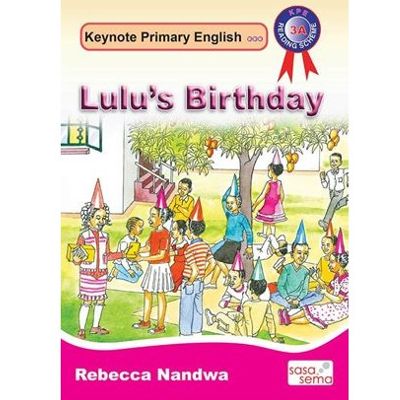 Keynote Primary English
KPE
3A
READING SCHEME
Lulu's Birthday
Rebecca Nandwa
sasa
sema